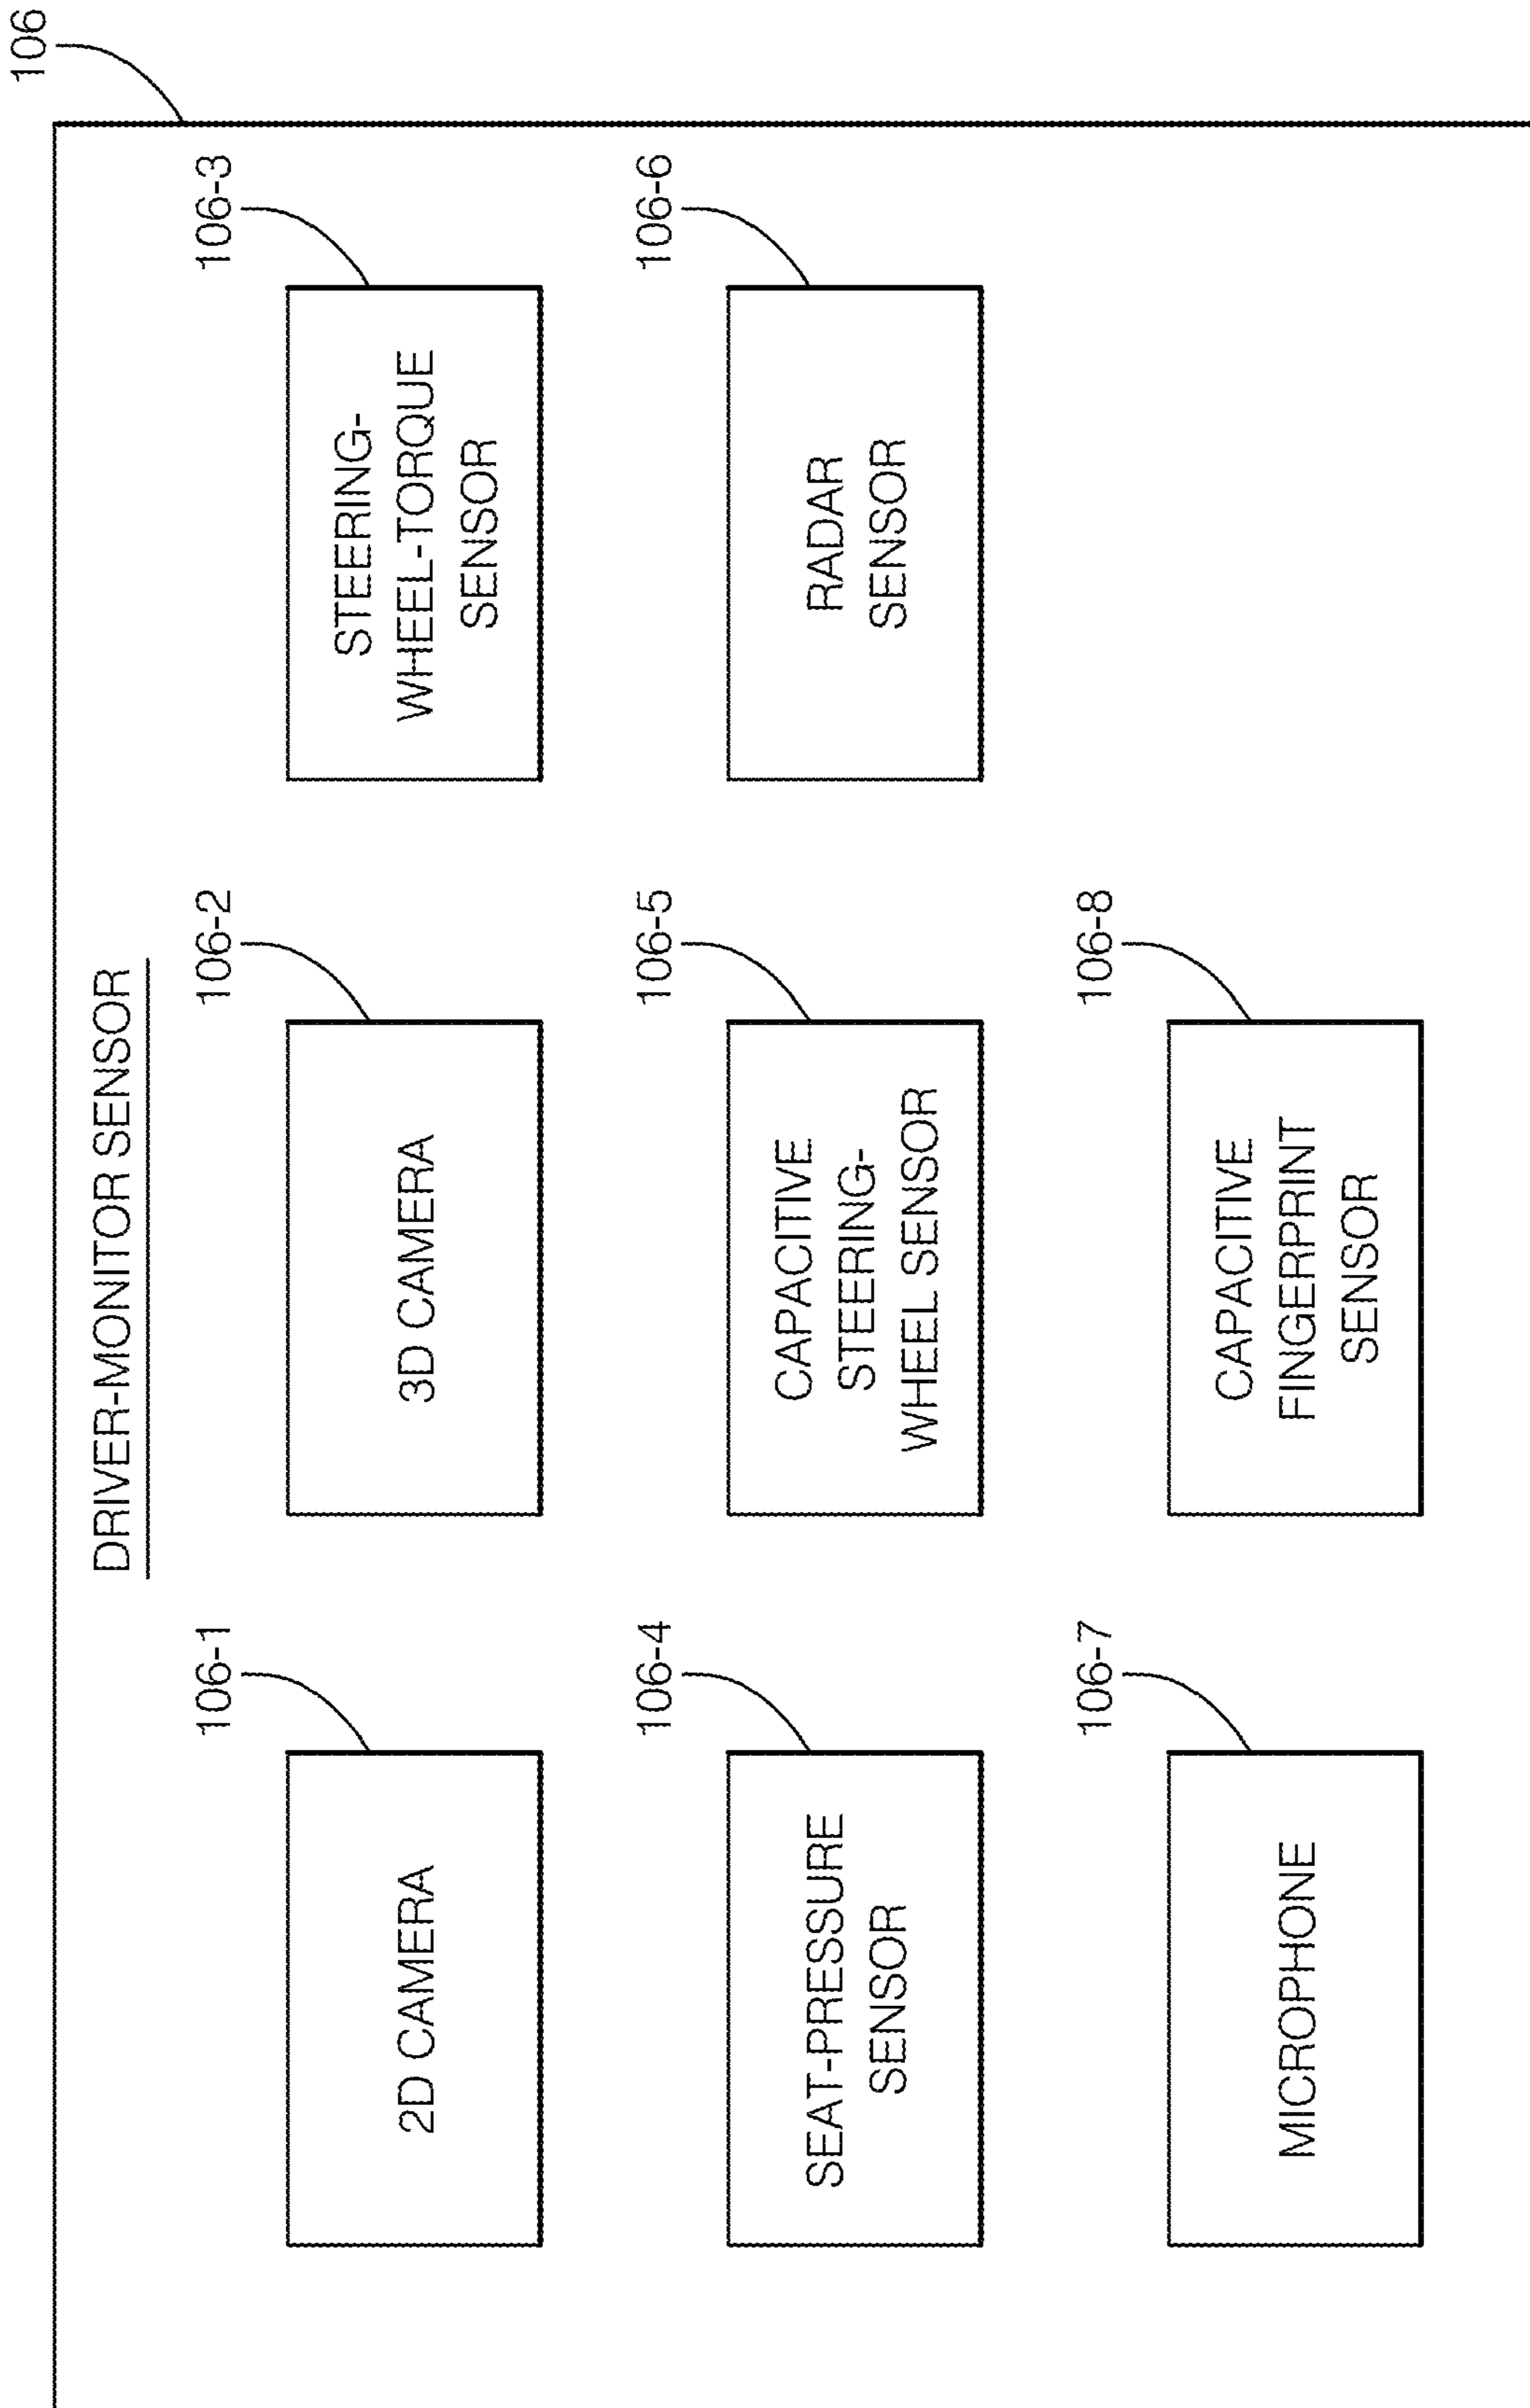 106
DRIVER-MONITOR SENSOR
106-1
2D CAMERA
106-2
3D CAMERA
106-3
STEERING-
WHEEL-TORQUE
SENSOR
106-4
SEAT-PRESSURE
SENSOR
106-5
CAPACITIVE
STEERING-
WHEEL SENSOR
106-6
RADAR
SENSOR
106-7
MICROPHONE
106-8
CAPACITIVE
FINGERPRINT
SENSOR